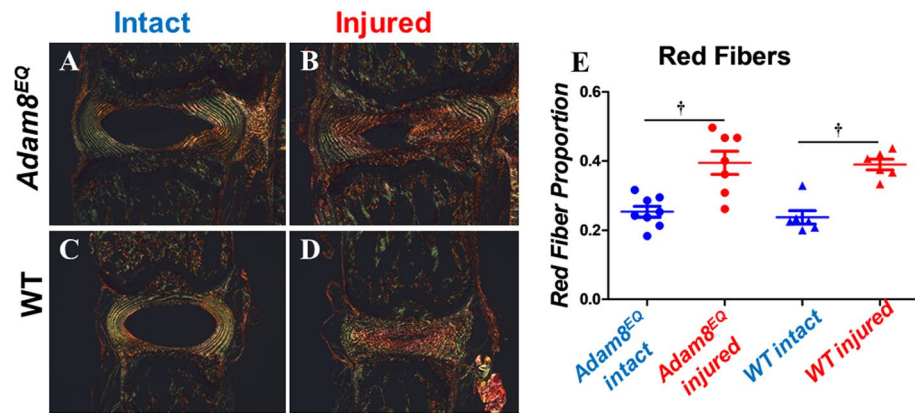 Intact
Injured
Adam8EQ
WT
A
B
C
D
E
Red Fibers
Red Fiber Proportion
0.6
0.4
0.2
0.0
†
†
Adam8EQ
intact
Adam8EQ
injured
WT intact
WT injured